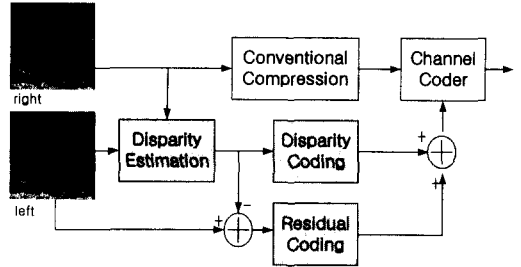 right
Conventional
Compression
Channel
Coder
left
Disparity
Estimation
Disparity
Coding
+
+
−
+
Residual
Coding